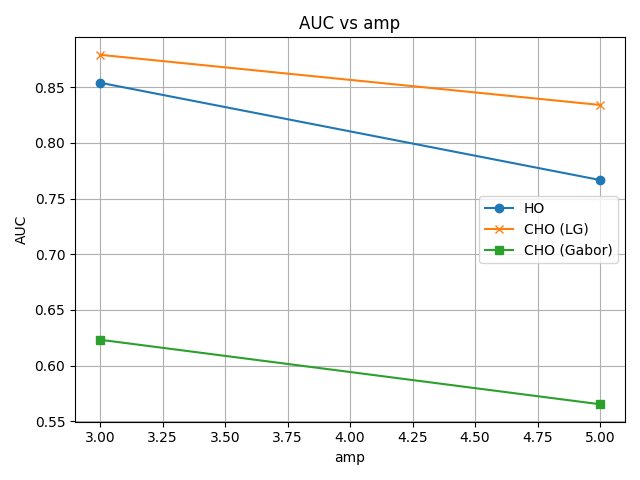 AUC vs amp
AUC
0.85
0.80
0.75
0.70
0.65
0.60
0.55
HO
CHO (LG)
CHO (Gabor)
3.00 3.25 3.50 3.75 4.00 4.25 4.50 4.75 5.00
amp